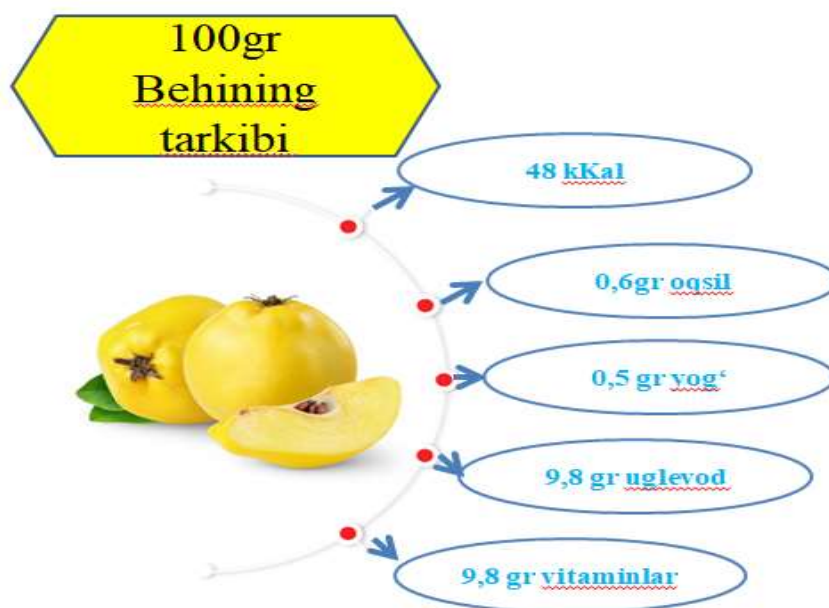 100gr
Behining
tarkibi
48 kKal
0,6gr oqsil
0,5 gr yog‘
9,8 gr uglevod
9,8 gr vitaminlar